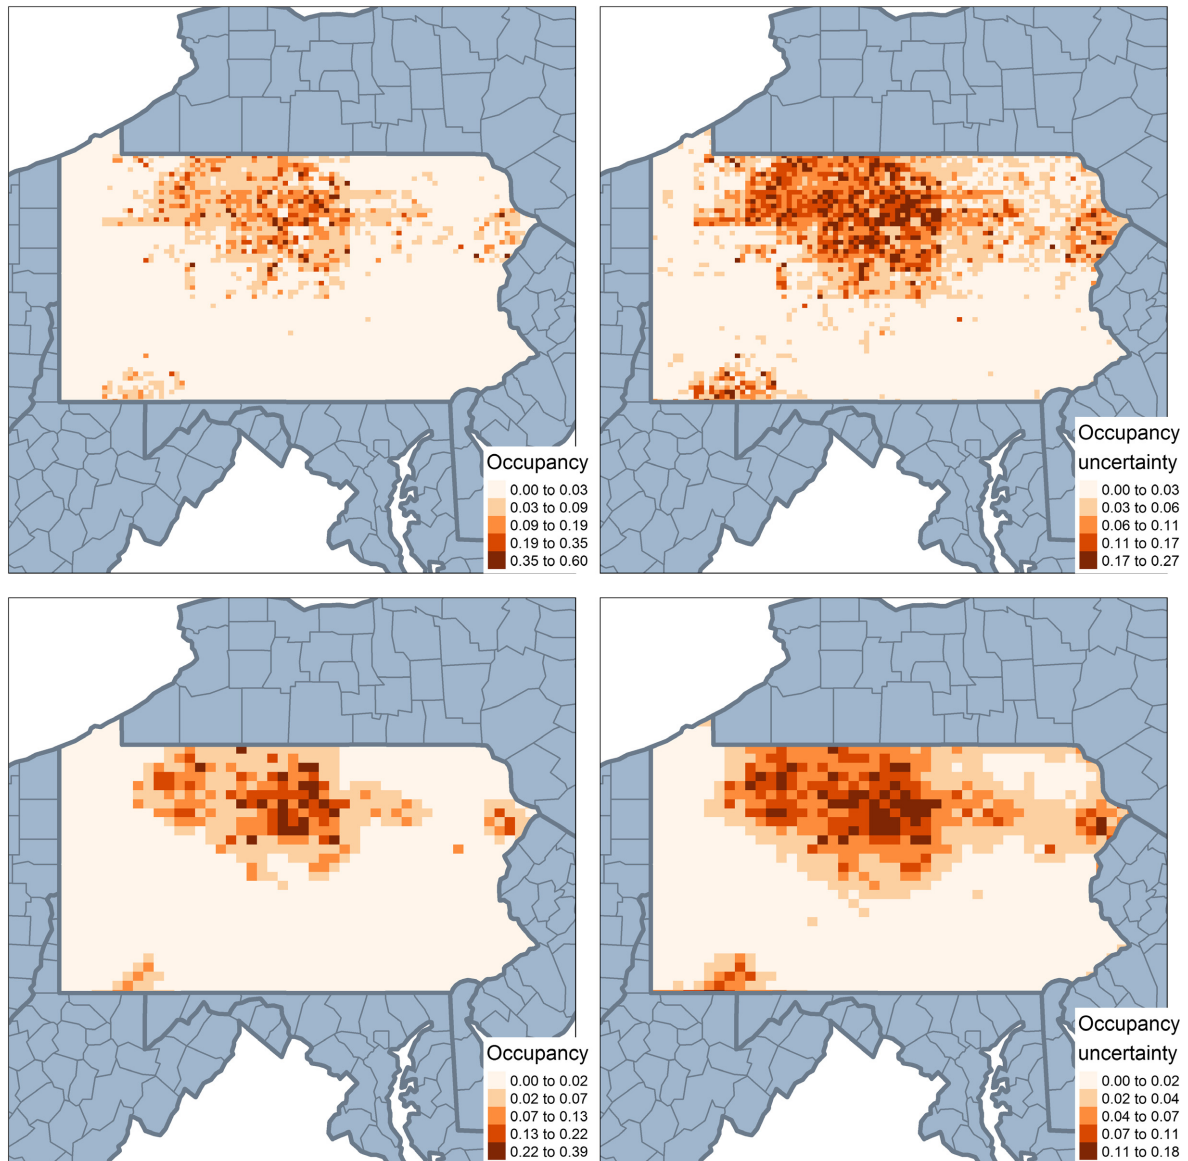 Occupancy
0.00 to 0.03
0.03 to 0.09
0.09 to 0.19
0.19 to 0.35
0.35 to 0.60
Occupancy
uncertainty
0.00 to 0.03
0.03 to 0.06
0.06 to 0.11
0.11 to 0.17
0.17 to 0.27
Occupancy
0.00 to 0.02
0.02 to 0.07
0.07 to 0.13
0.13 to 0.22
0.22 to 0.39
Occupancy
uncertainty
0.00 to 0.02
0.02 to 0.04
0.04 to 0.07
0.07 to 0.11
0.11 to 0.18